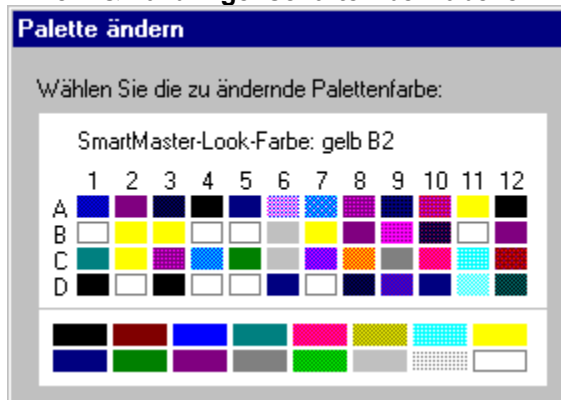 Palette ändern
Wählen Sie die zu ändernde Palettenfarbe:
SmartMaster-Look-Farbe: gelb B2
1 2 3 4 5 6 7 8 9 10 11 12
A
B
C
D